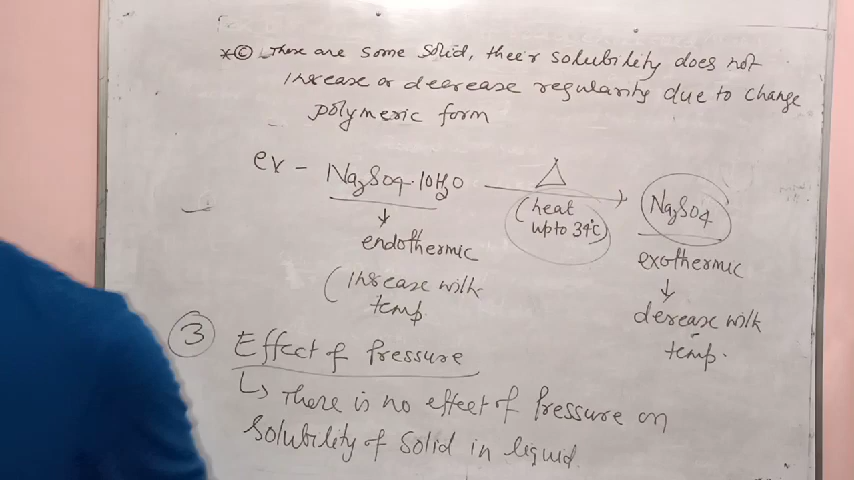 *© There are some solid, their solubility does not
increase or decrease regularity due to change
polymeric form
ex - Na2SO4.10H2O △ (heat upto 34°C) Na2SO4
↓ endothermic exothermic
(increase with temp. ↓ derease with temp.
③ Effect of Pressure
↳ There is no effect of Pressure on
solubility of solid in liquid.